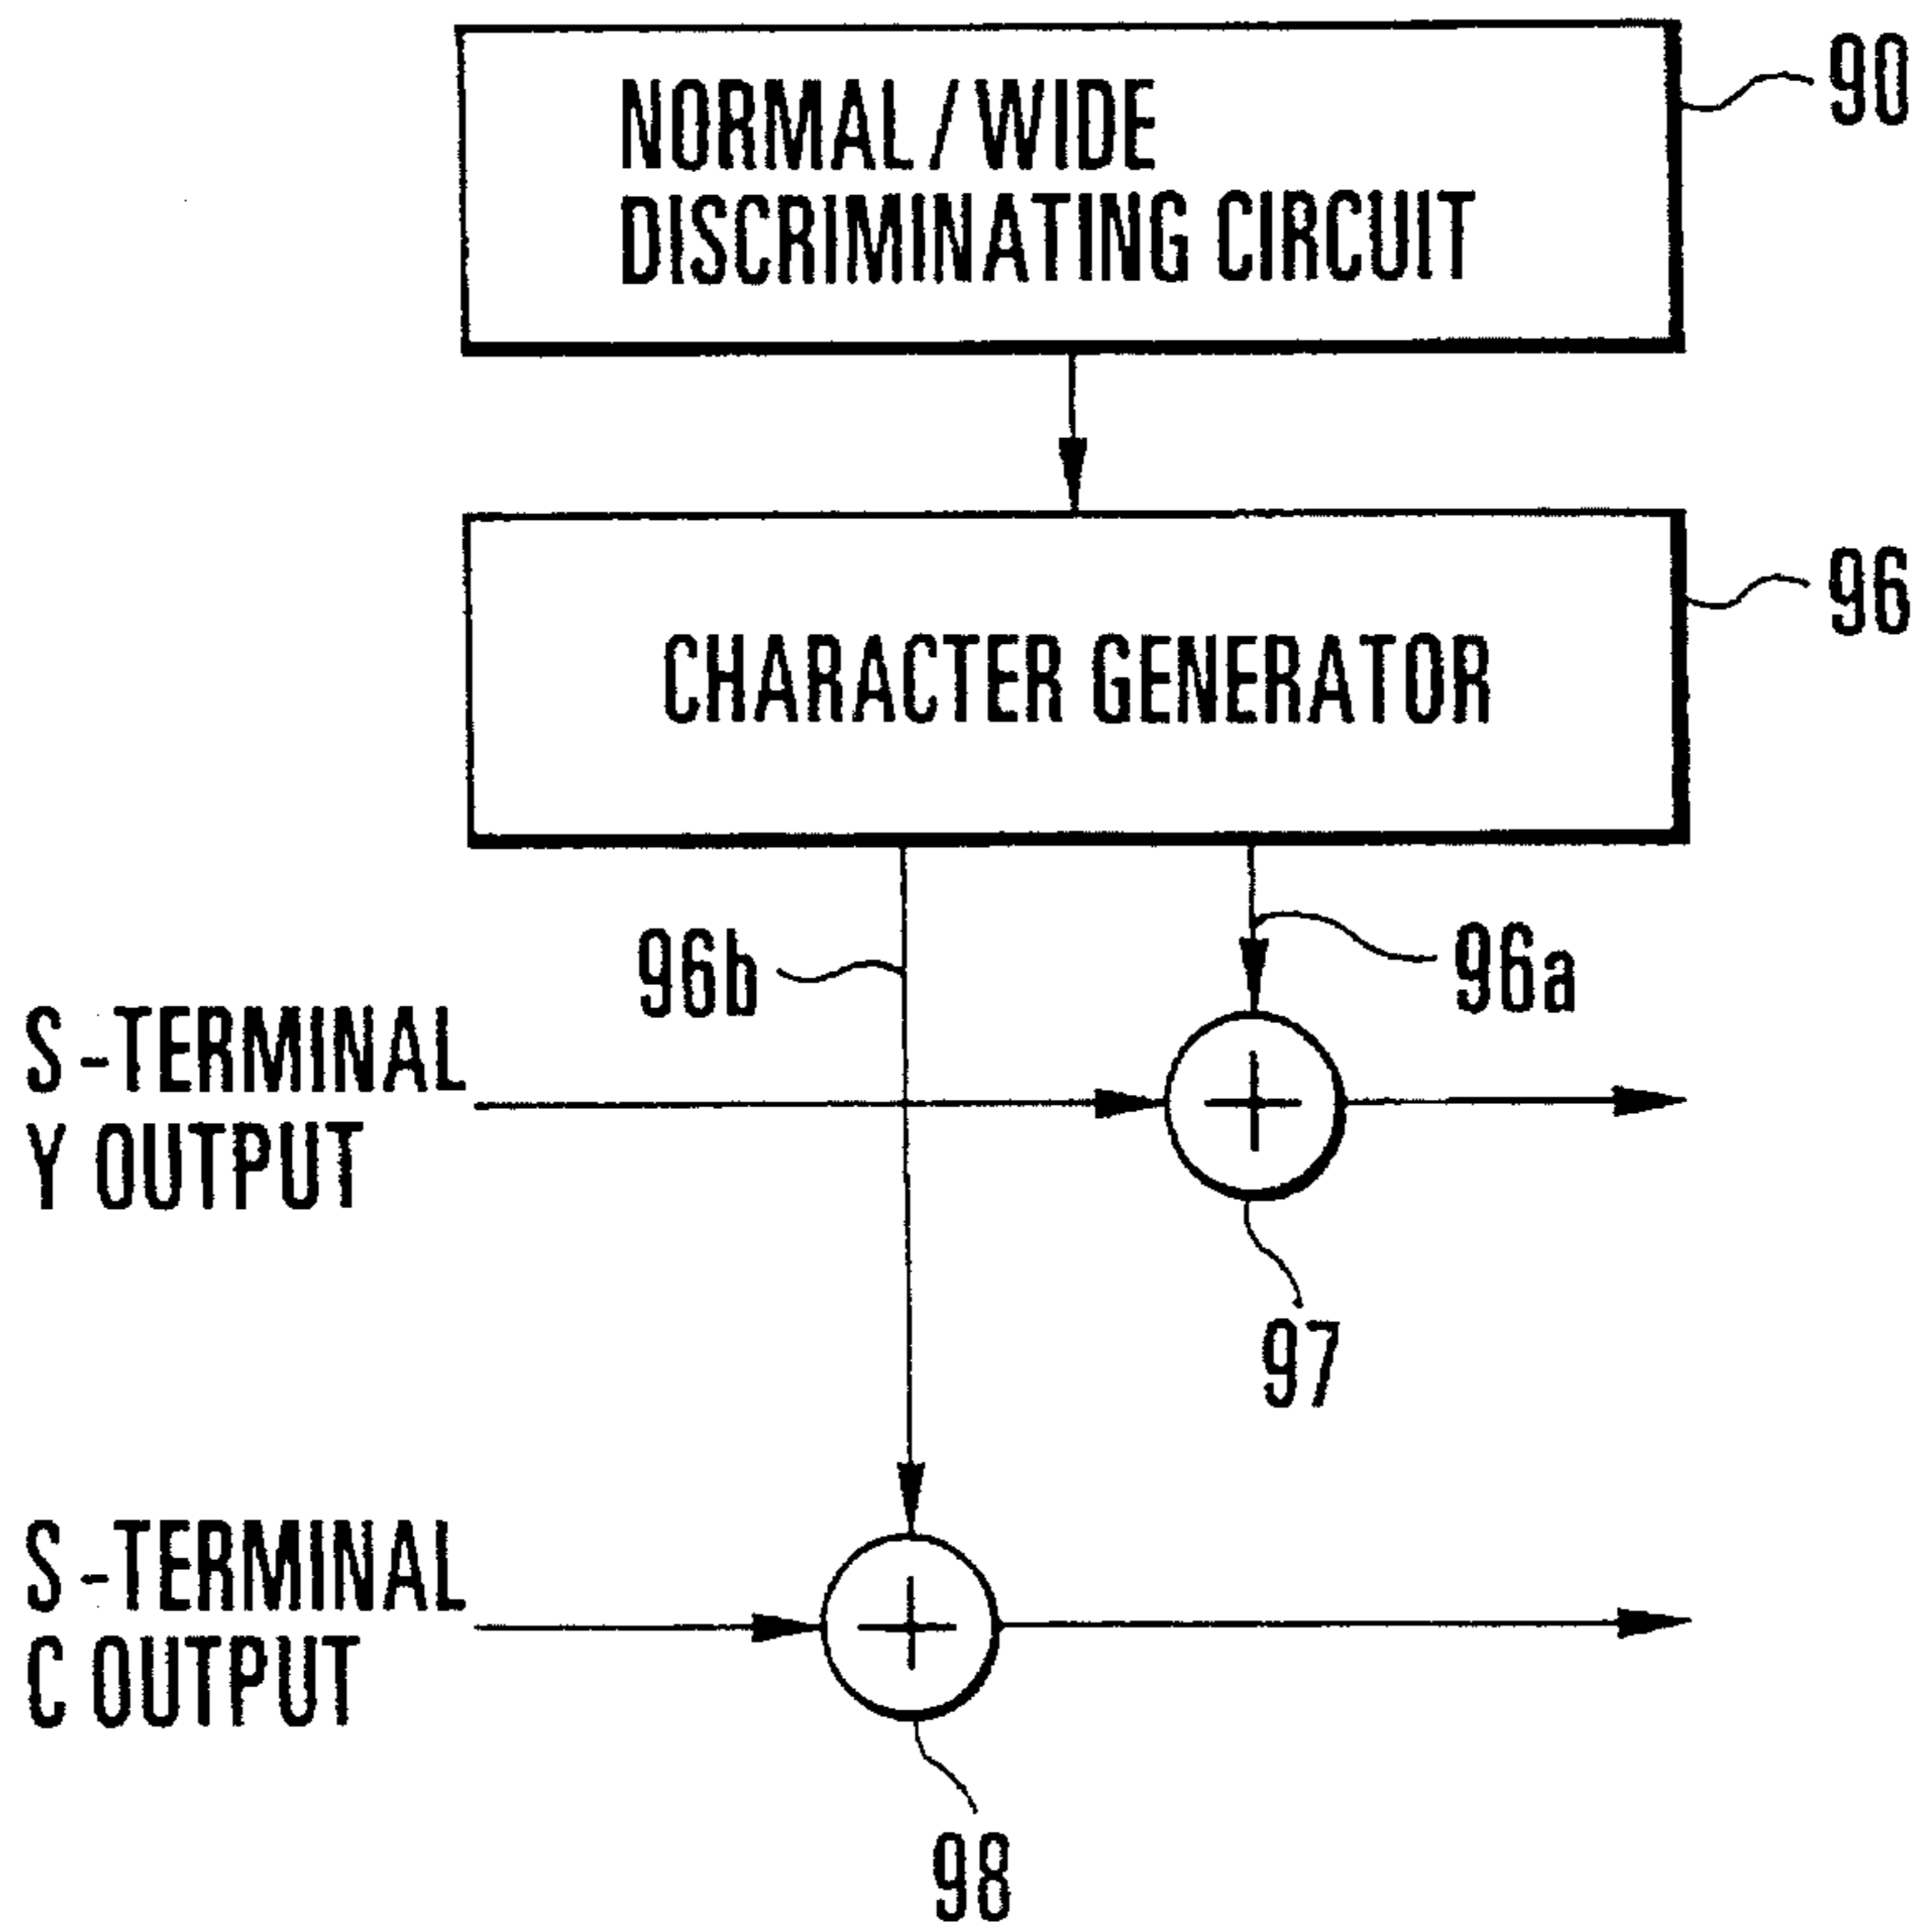 NORMAL/WIDE
DISCRIMINATING CIRCUIT
90
CHARACTER GENERATOR
96
96b
96a
S-TERMINAL
Y OUTPUT
97
S-TERMINAL
C OUTPUT
98